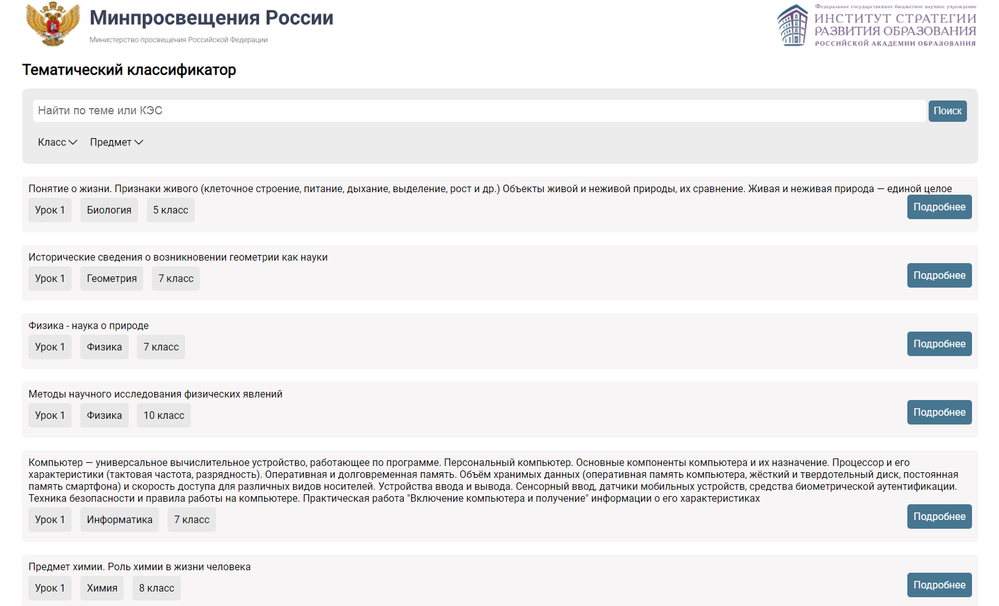 Минпросвещения России
Министерство просвещения Российской Федерации
Федеральное государственное бюджетное научное учреждение
ИНСТИТУТ СТРАТЕГИИ
РАЗВИТИЯ ОБРАЗОВАНИЯ
РОССИЙСКОЙ АКАДЕМИИ ОБРАЗОВАНИЯ
Тематический классификатор
Найти по теме или КЭС
Поиск
Класс Предмет
Понятие о жизни. Признаки живого (клеточное строение, питание, дыхание, выделение, рост и др.) Объекты живой и неживой природы, их сравнение. Живая и неживая природа — единой целое
Урок 1 Биология 5 класс
Подробнее
Исторические сведения о возникновении геометрии как науки
Урок 1 Геометрия 7 класс
Подробнее
Физика - наука о природе
Урок 1 Физика 7 класс
Подробнее
Методы научного исследования физических явлений
Урок 1 Физика 10 класс
Подробнее
Компьютер — универсальное вычислительное устройство, работающее по программе. Персональный компьютер. Основные компоненты компьютера и их назначение. Процессор и его
характеристики (тактовая частота, разрядность). Оперативная и долговременная память. Объём хранимых данных (оперативная память компьютера, жёсткий и твердотельный диск, постоянная
память смартфона) и скорость доступа для различных видов носителей. Устройства ввода и вывода. Сенсорный ввод, датчики мобильных устройств, средства биометрической аутентификации.
Техника безопасности и правила работы на компьютере. Практическая работа "Включение компьютера и получение" информации о его характеристиках
Урок 1 Информатика 7 класс
Подробнее
Предмет химии. Роль химии в жизни человека
Урок 1 Химия 8 класс
Подробнее